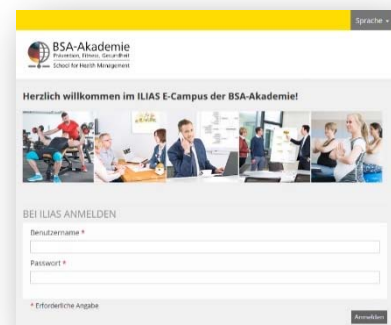 Sprache
BSA-Akademie
Prävention, Fitness, Gesundheit
School for Health Management
Herzlich willkommen im ILIAS E-Campus der BSA-Akademie!
BEI ILIAS ANMELDEN
Benutzername *
Passwort *
* Erforderliche Angabe
Anmelden